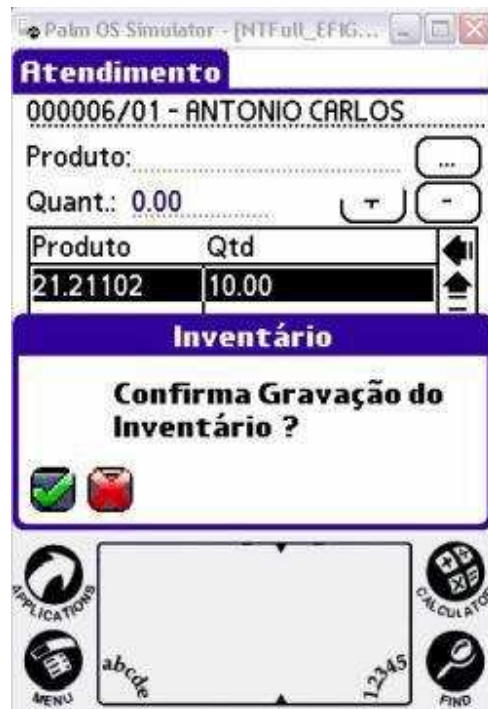 Palm OS Simulator - [NTFull_EFIG...
Atendimento
000006/01 - ANTONIO CARLOS
Produto: ...
Quant.: 0.00 + -
Produto Qtd
21.21102 10.00
Inventário
Confirma Gravação do
Inventário ?
APPLICATIONS
CALCULATOR
abcde
12345
MENU
FIND